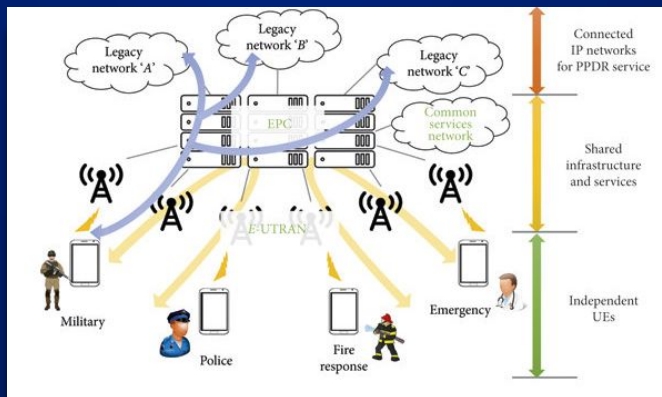 Legacy
network ‘A’
Legacy
network ‘B’
Legacy
network ‘C’
Connected
IP networks
for PPDR service
EPC
Common
services
network
Shared
infrastructure
and services
E-UTRAN
Military
Police
Fire
response
Emergency
Independent
UEs